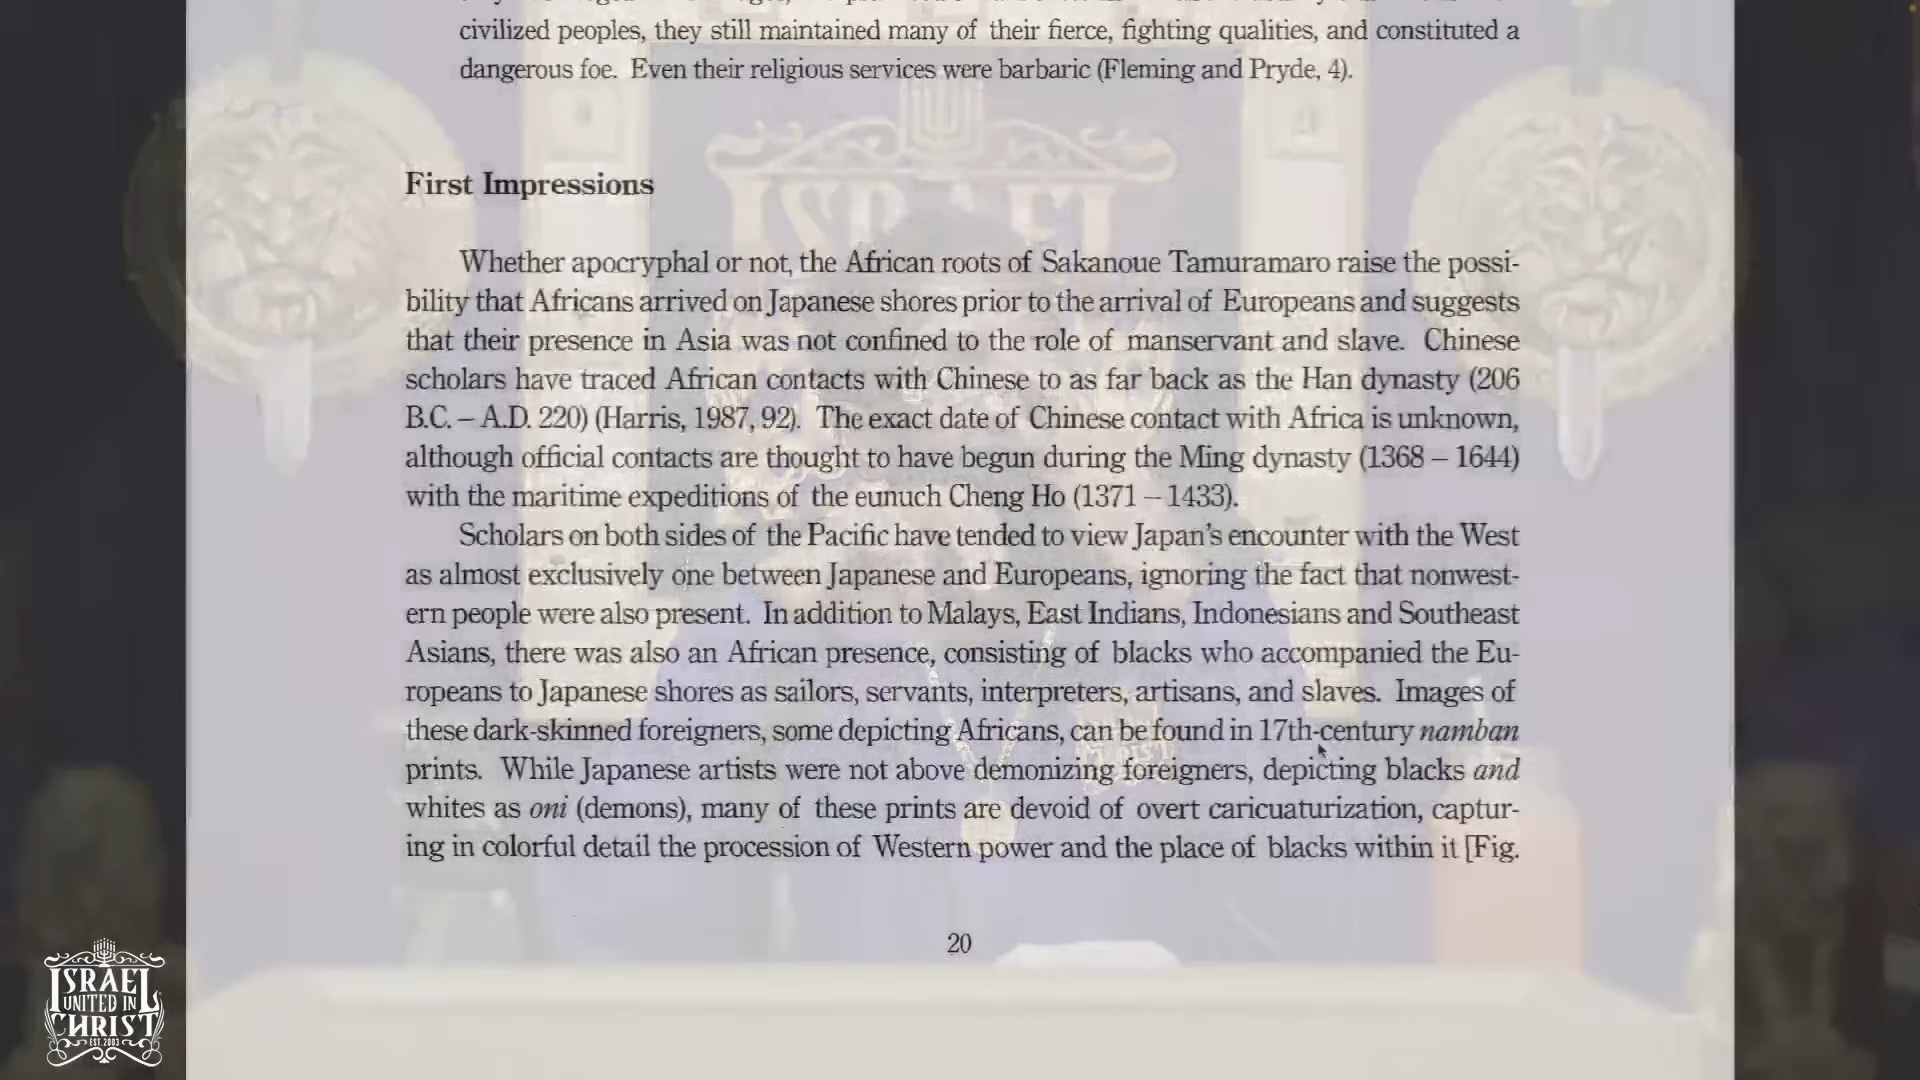 civilized peoples, they still maintained many of their fierce, fighting qualities, and constituted a
dangerous foe. Even their religious services were barbaric (Fleming and Pryde, 4).
First Impressions
Whether apocryphal or not, the African roots of Sakanoue Tamuramaro raise the possi-
bility that Africans arrived on Japanese shores prior to the arrival of Europeans and suggests
that their presence in Asia was not confined to the role of manservant and slave. Chinese
scholars have traced African contacts with Chinese to as far back as the Han dynasty (206
B.C. – A.D. 220) (Harris, 1987, 92). The exact date of Chinese contact with Africa is unknown,
although official contacts are thought to have begun during the Ming dynasty (1368 – 1644)
with the maritime expeditions of the eunuch Cheng Ho (1371 – 1433).
Scholars on both sides of the Pacific have tended to view Japan's encounter with the West
as almost exclusively one between Japanese and Europeans, ignoring the fact that nonwest-
ern people were also present. In addition to Malays, East Indians, Indonesians and Southeast
Asians, there was also an African presence, consisting of blacks who accompanied the Eu-
ropeans to Japanese shores as sailors, servants, interpreters, artisans, and slaves. Images of
these dark-skinned foreigners, some depicting Africans, can be found in 17th-century namban
prints. While Japanese artists were not above demonizing foreigners, depicting blacks and
whites as oni (demons), many of these prints are devoid of overt caricuaturization, captur-
ing in colorful detail the procession of Western power and the place of blacks within it [Fig.
20
ISRAEL
UNITED IN
CHRIST
EST. 2003
ISRAEL